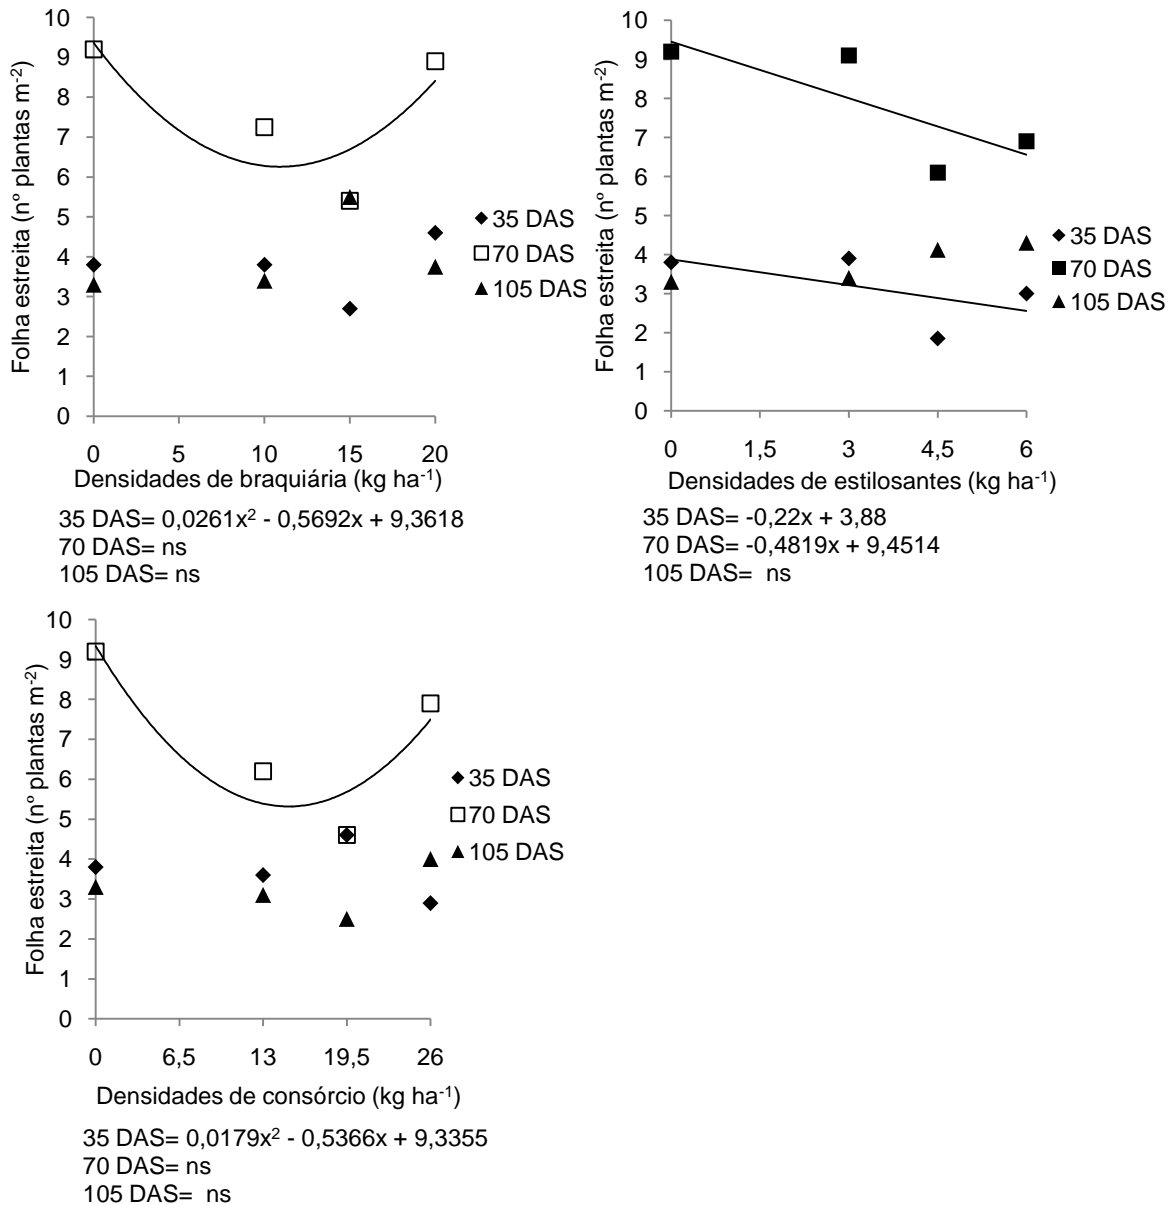 10
9
8
7
6
5
4
3
2
1
0
Folha estreita (nº plantas m-2)
0 5 10 15 20
Densidades de braquiária (kg ha-1)
35 DAS
70 DAS
105 DAS
35 DAS= 0,0261x2 - 0,5692x + 9,3618
70 DAS= ns
105 DAS= ns
10
9
8
7
6
5
4
3
2
1
0
Folha estreita (nº plantas m-2)
0 1,5 3 4,5 6
Densidades de estilosantes (kg ha-1)
35 DAS
70 DAS
105 DAS
35 DAS= -0,22x + 3,88
70 DAS= -0,4819x + 9,4514
105 DAS= ns
10
9
8
7
6
5
4
3
2
1
0
Folha estreita (nº plantas m-2)
0 6,5 13 19,5 26
Densidades de consórcio (kg ha-1)
35 DAS
70 DAS
105 DAS
35 DAS= 0,0179x2 - 0,5366x + 9,3355
70 DAS= ns
105 DAS= ns